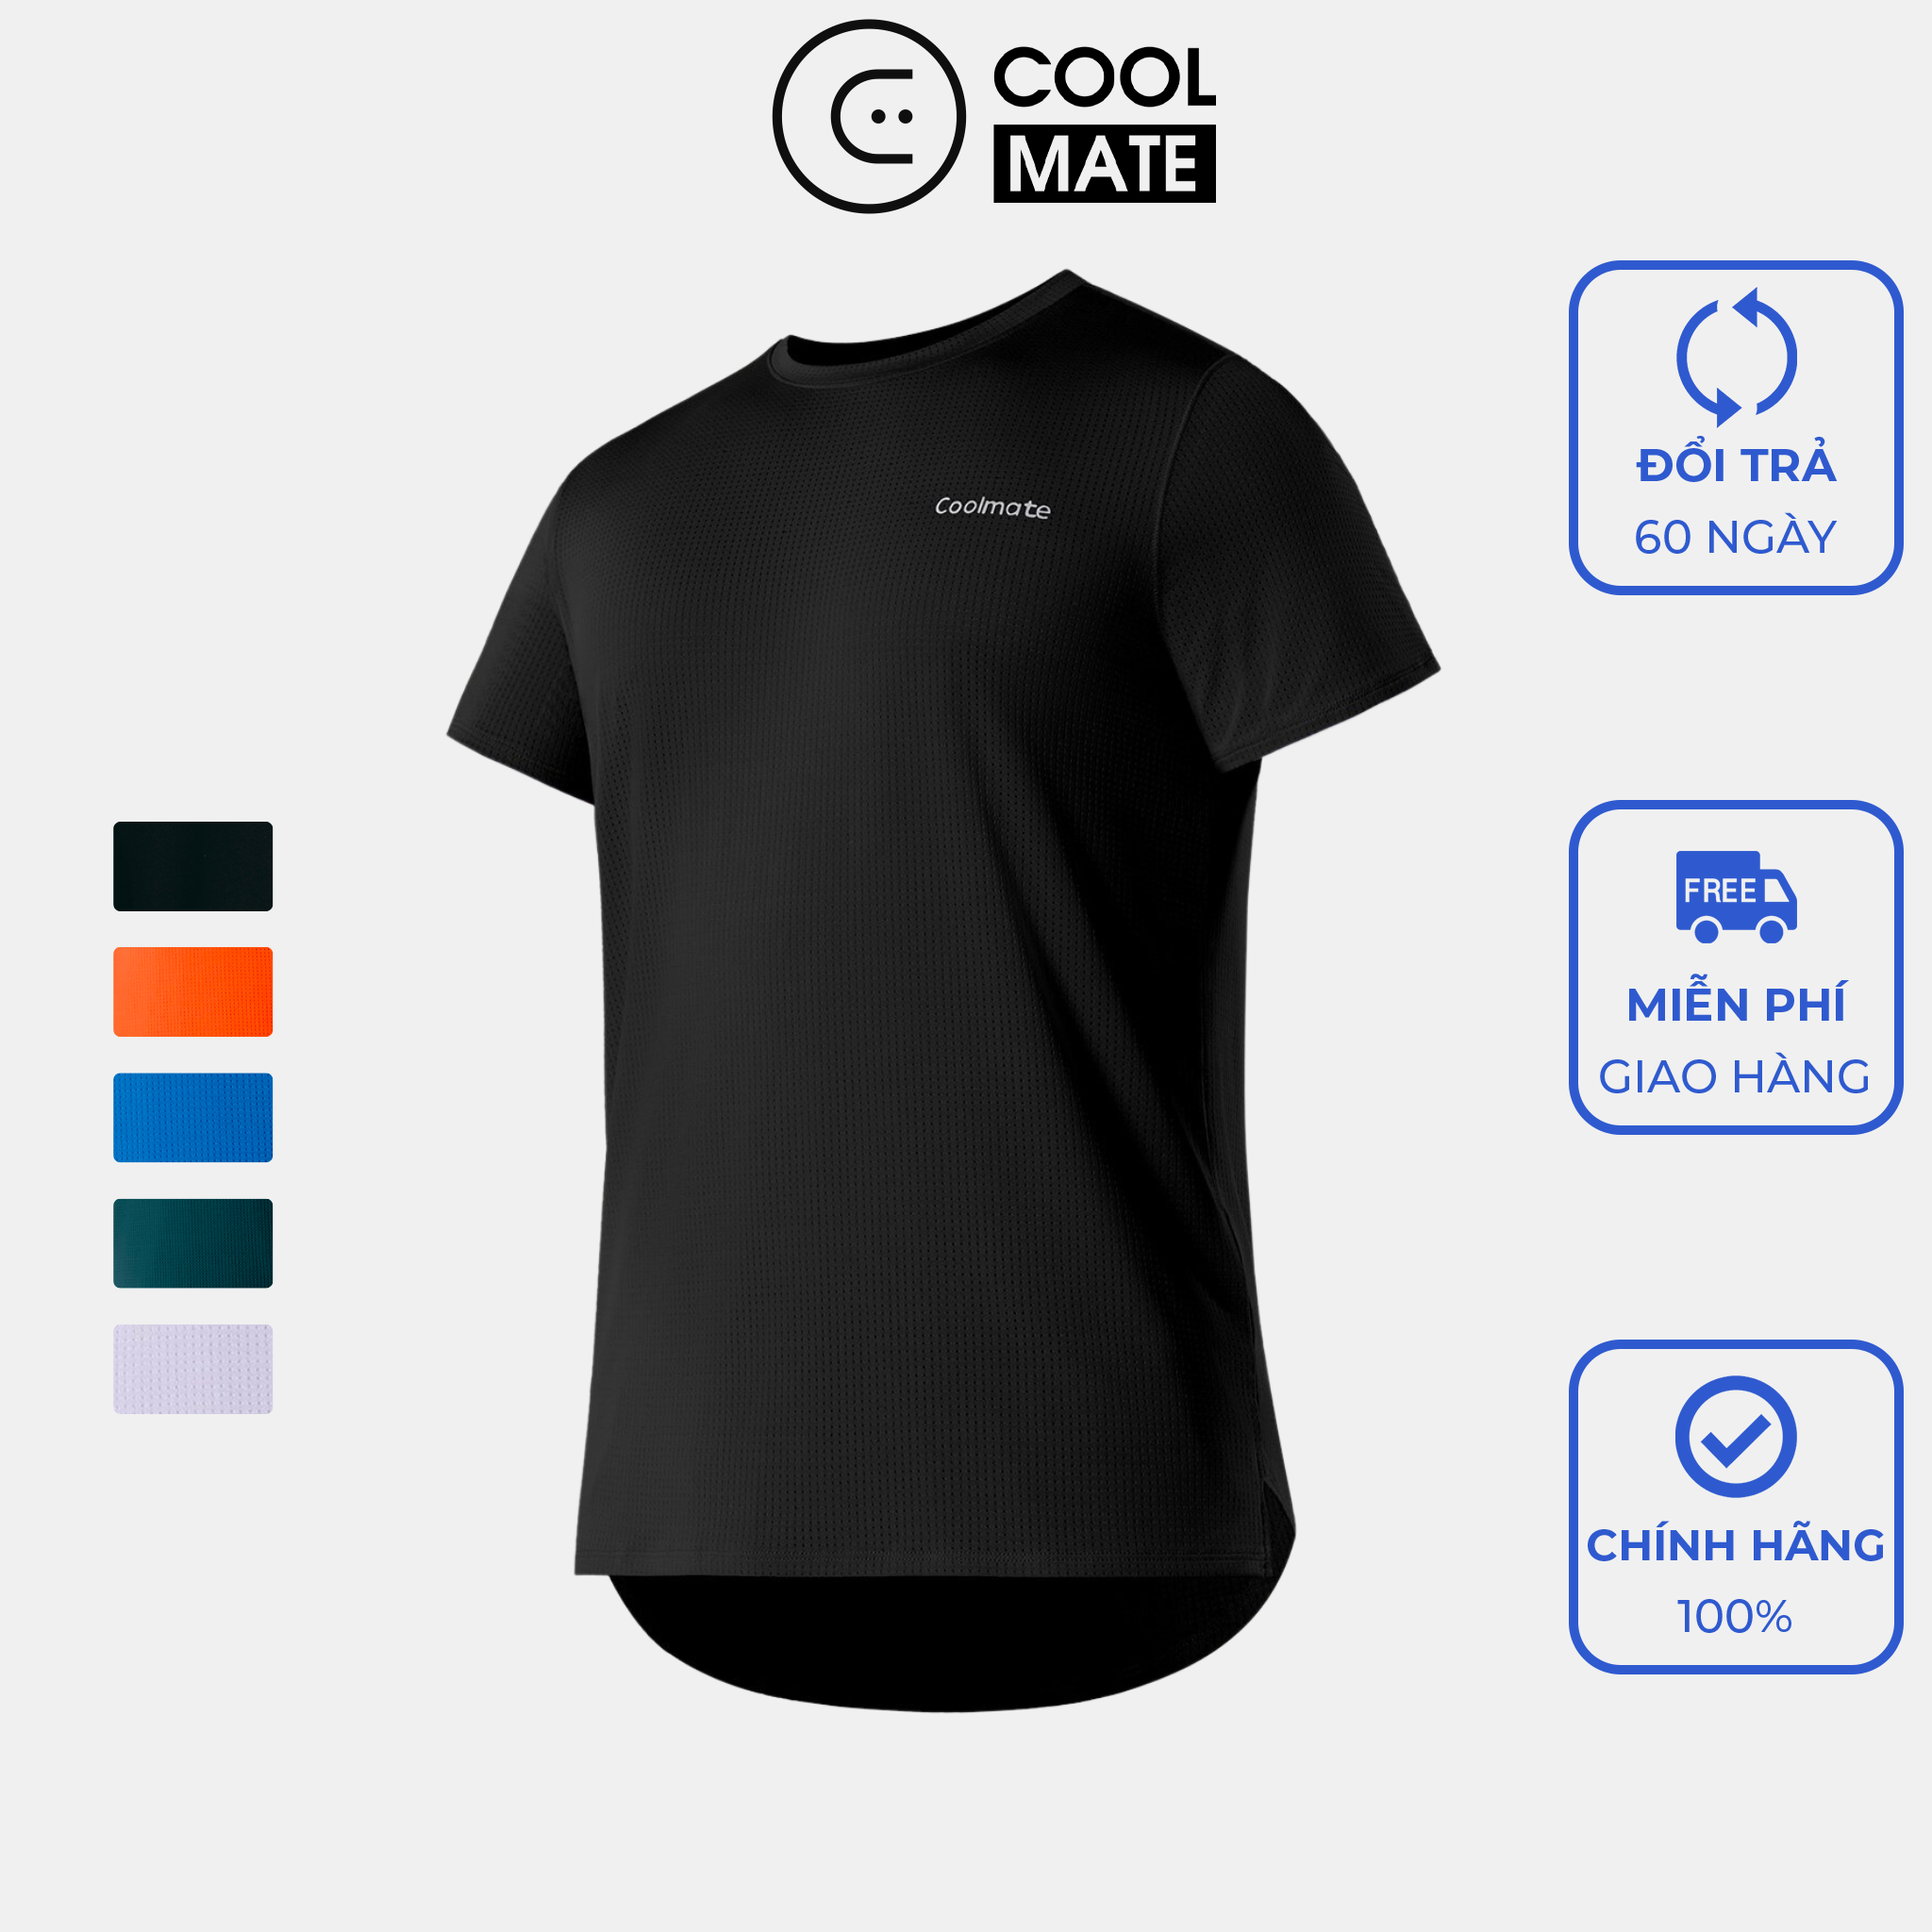 COOL
MATE
Coolmate
ĐỔI TRẢ
60 NGÀY
FREE
MIỄN PHÍ
GIAO HÀNG
CHÍNH HÃNG
100%